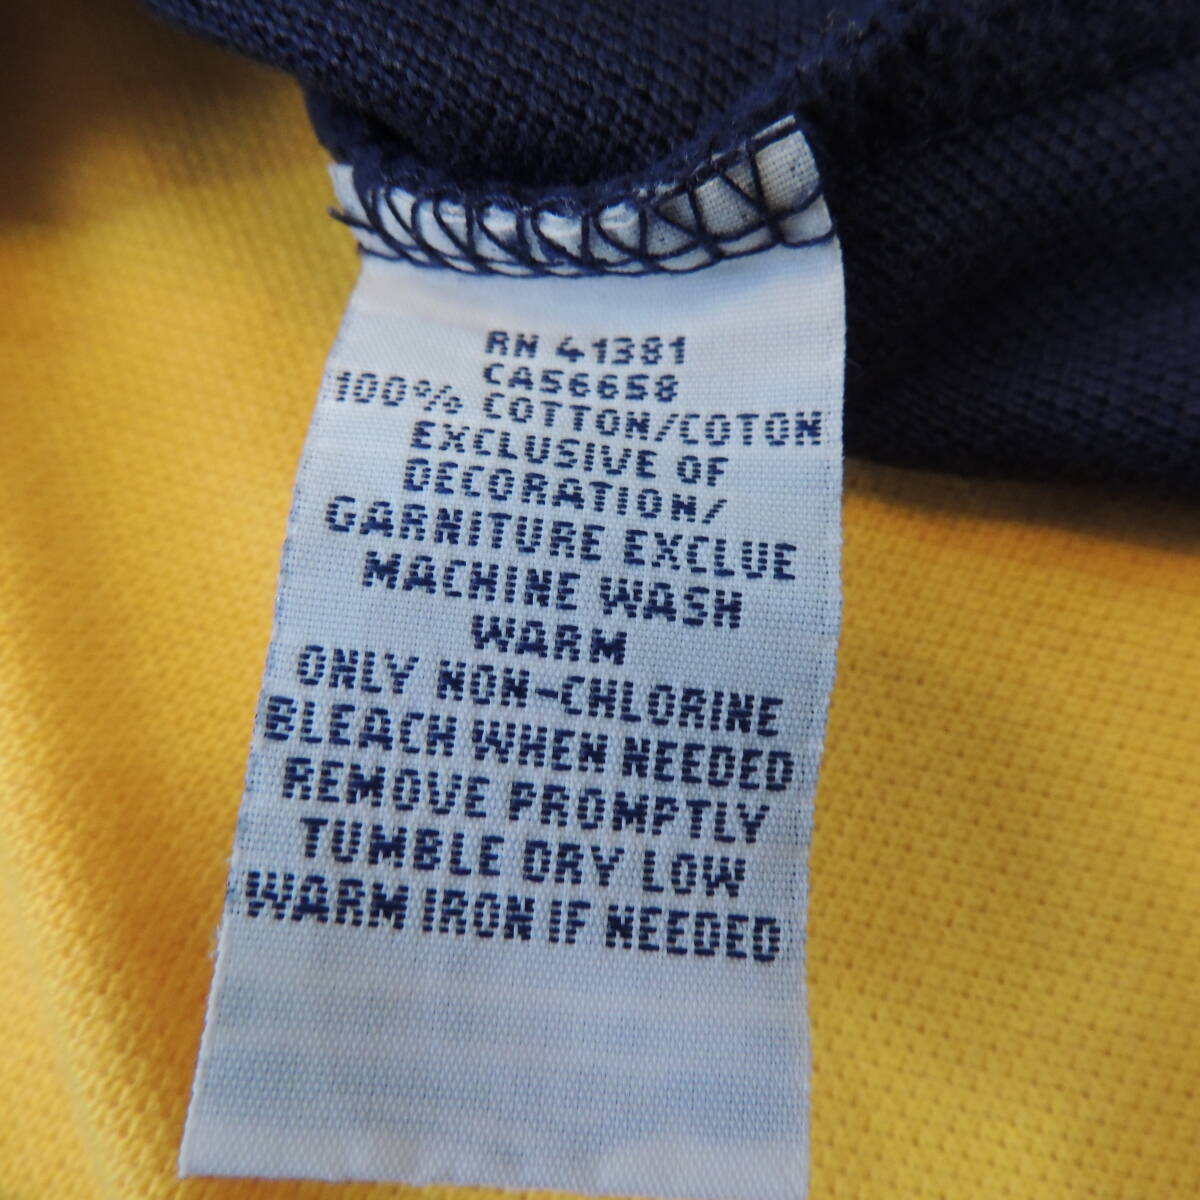 RN 41381
CA56658
100% COTTON/COTON
EXCLUSIVE OF
DECORATION/
GARNITURE EXCLUE
MACHINE WASH
WARM
ONLY NON-CHLORINE
BLEACH WHEN NEEDED
REMOVE PROMPTLY
TUMBLE DRY LOW
WARM IRON IF NEEDED